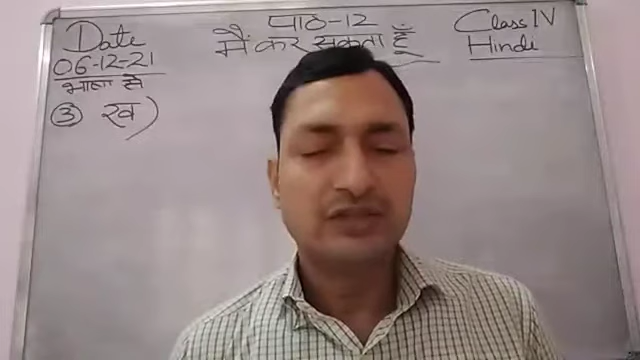 Date
06-12-21
भाषा से
③ ख)
पाठ-12
मैं कर सकता हूँ
Class IV
Hindi